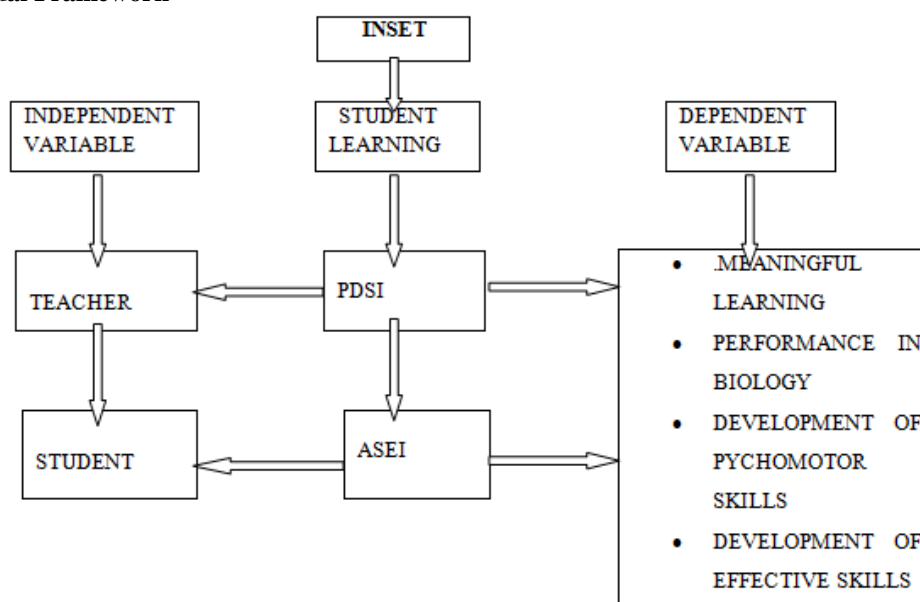 INSET
INDEPENDENT
VARIABLE
STUDENT
LEARNING
DEPENDENT
VARIABLE
TEACHER
PDSI
STUDENT
ASEI
• .MEANINGFUL
LEARNING
• PERFORMANCE IN
BIOLOGY
• DEVELOPMENT OF
PYCHOMOTOR
SKILLS
• DEVELOPMENT OF
EFFECTIVE SKILLS